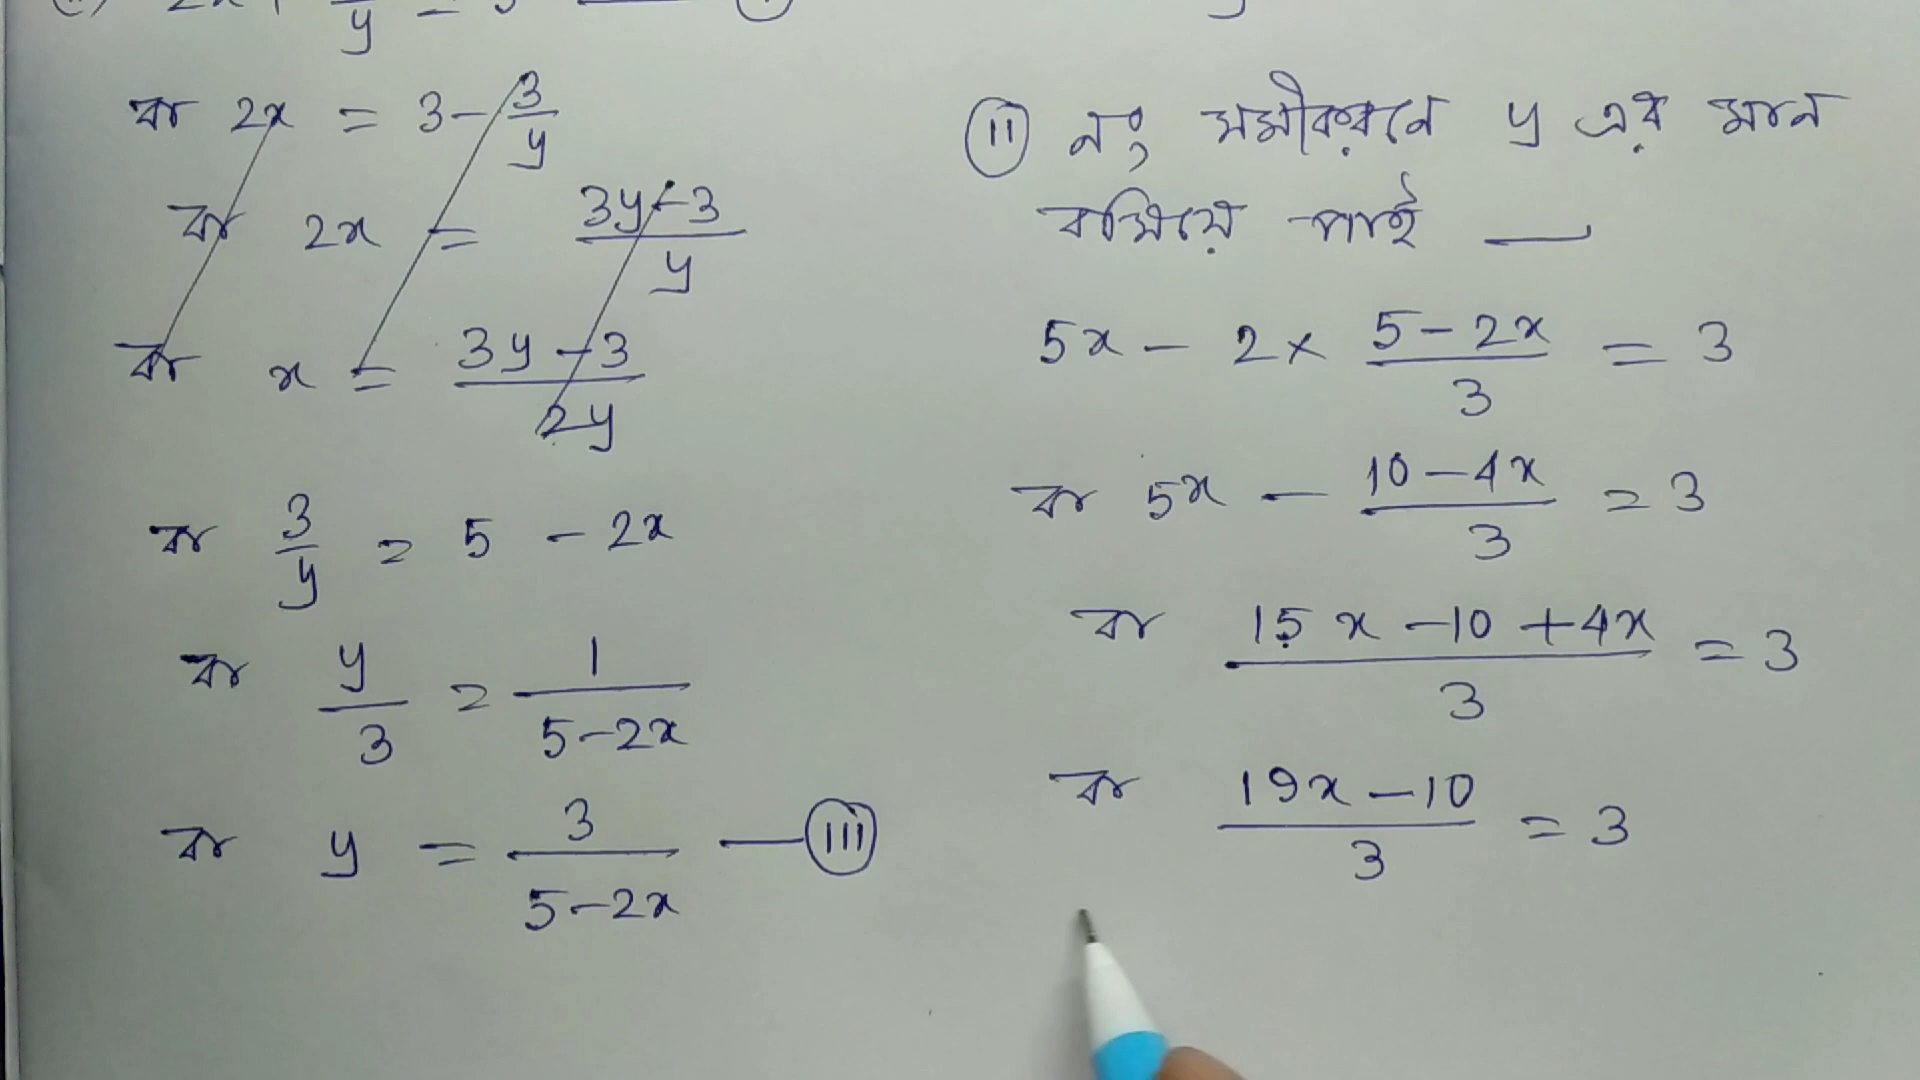 বা 2x = 3 - 3/y
বা 2x = (3y - 3)/y
বা x = (3y - 3)/2y
বা 3/y = 5 - 2x
বা y/3 = 1/(5-2x)
বা y = 3/(5-2x) — (iii)
(ii) নং সমীকরনে y এর মান
বসিয়ে পাই —
5x - 2 × (5-2x)/3 = 3
বা 5x - (10-4x)/3 = 3
বা (15x - 10 + 4x)/3 = 3
বা (19x - 10)/3 = 3